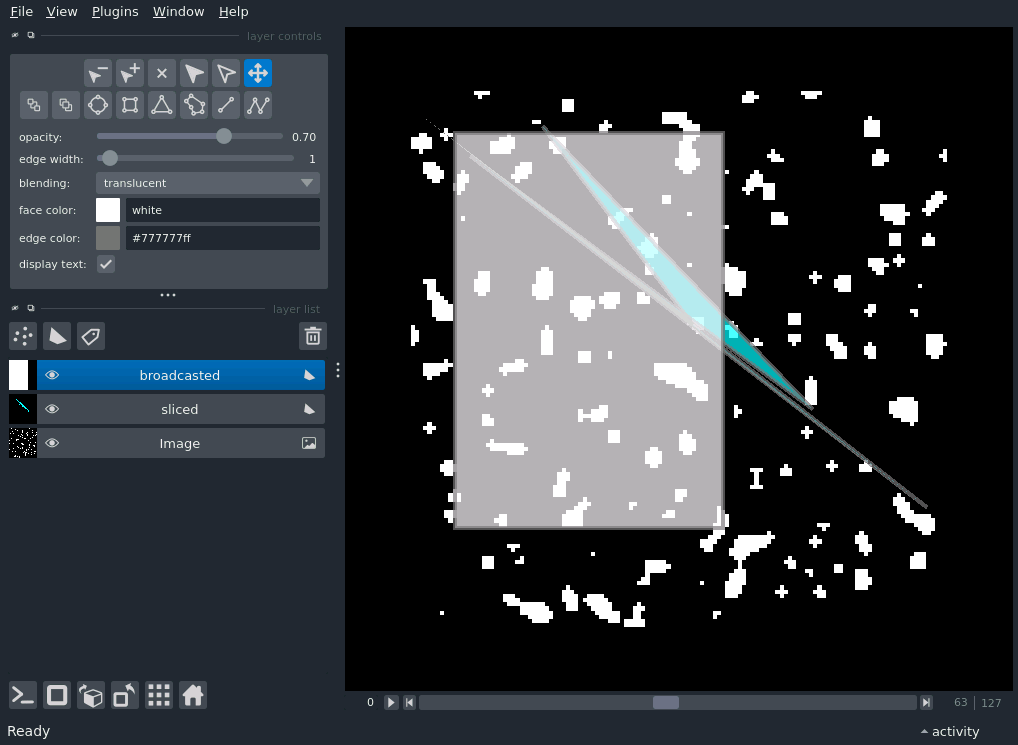 File View Plugins Window Help
layer controls
opacity: 0.70
edge width: 1
blending: translucent
face color: white
edge color: #777777ff
display text:
layer list
broadcasted
sliced
Image
0 63 127
Ready activity